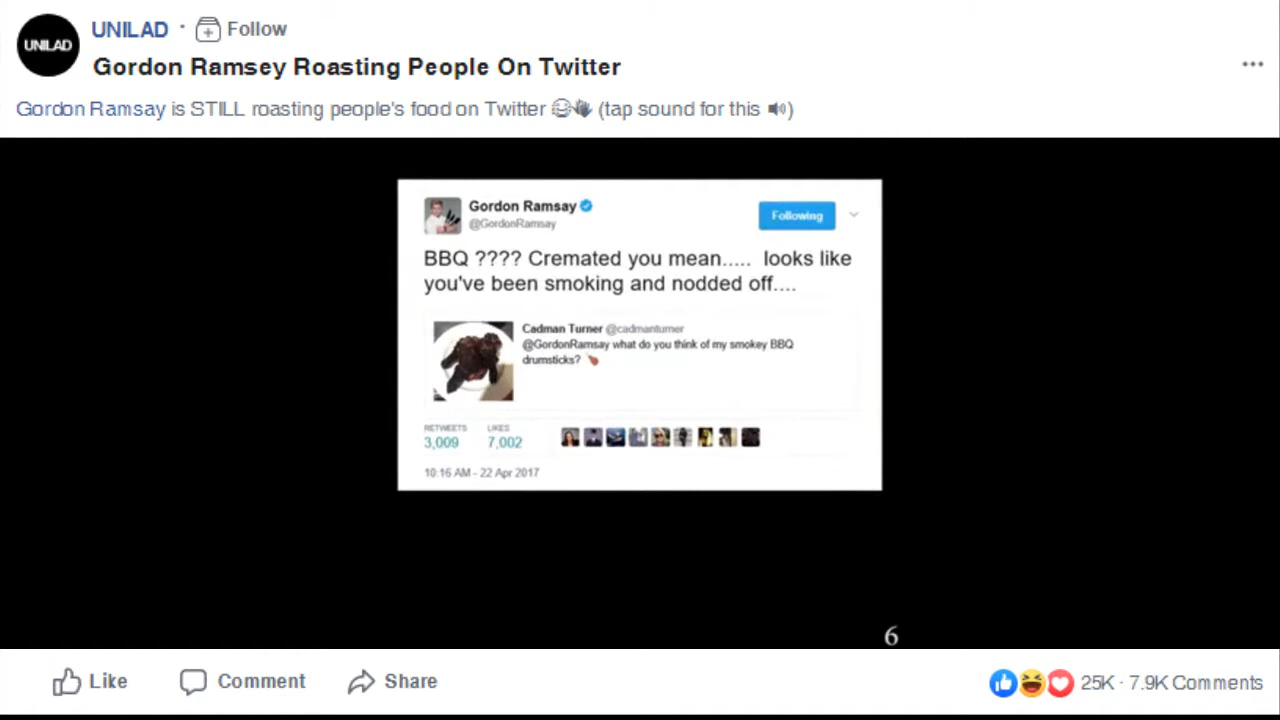 UNILAD
UNILAD · Follow
Gordon Ramsey Roasting People On Twitter
Gordon Ramsay is STILL roasting people's food on Twitter 😂👋 (tap sound for this 🔊)
Gordon Ramsay
@GordonRamsay
Following
BBQ ???? Cremated you mean..... looks like
you've been smoking and nodded off....
Cadman Turner @cadmanturner
@GordonRamsay what do you think of my smokey BBQ
drumsticks? 🍗
RETWEETS LIKES
3,009 7,002
10:16 AM - 22 Apr 2017
6
Like Comment Share 25K · 7.9K Comments